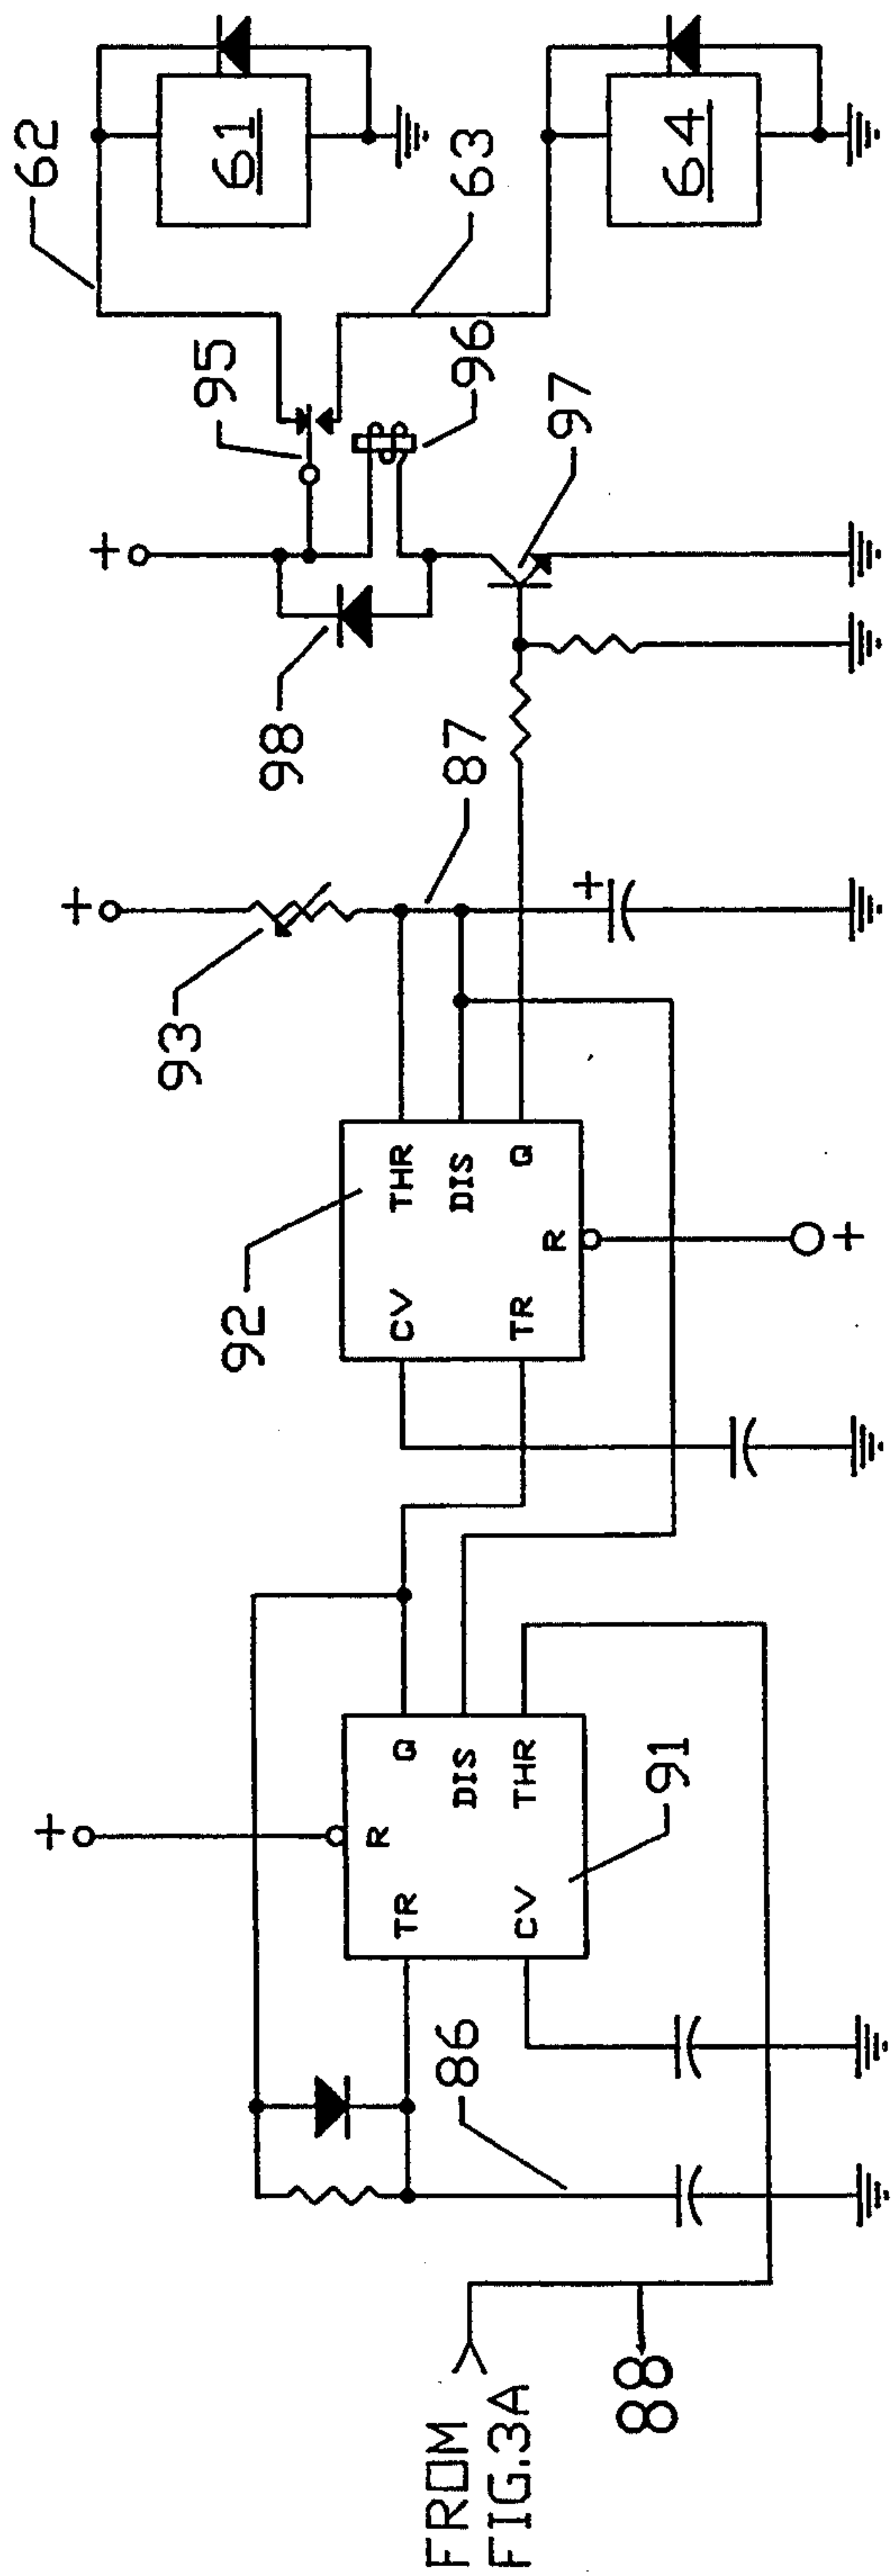 FROM
FIG.3A
88
86
+
TR
R
Q
DIS
CV
THR
91
92
CV
THR
DIS
TR
R
Q
+
93
+
87
+
98
+
95
96
97
62
61
63
64